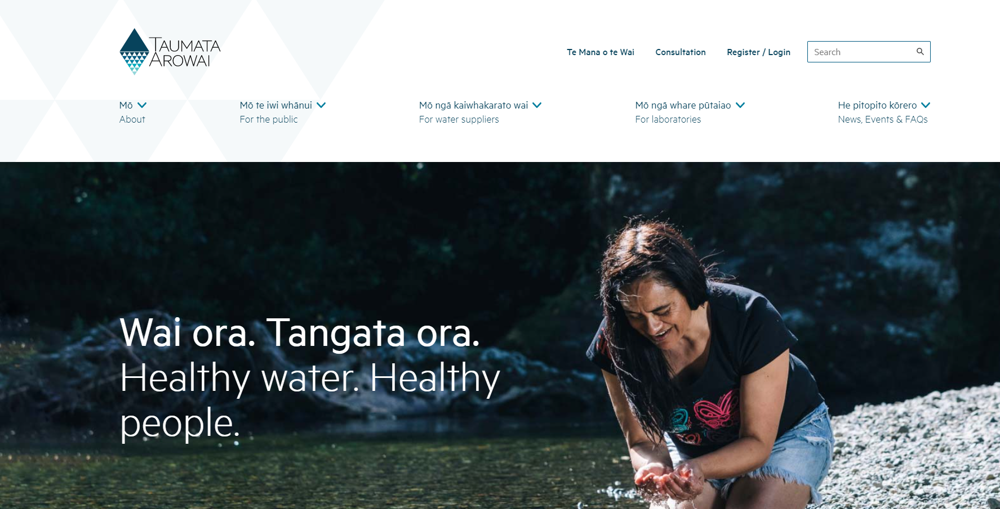 TAUMATA
AROWAI
Te Mana o te Wai
Consultation
Register / Login
Search
Mō
About
Mō te iwi whānui
For the public
Mō ngā kaiwhakarato wai
For water suppliers
Mō ngā whare pūtaiao
For laboratories
He pitopito kōrero
News, Events & FAQs
Wai ora. Tangata ora.
Healthy water. Healthy
people.